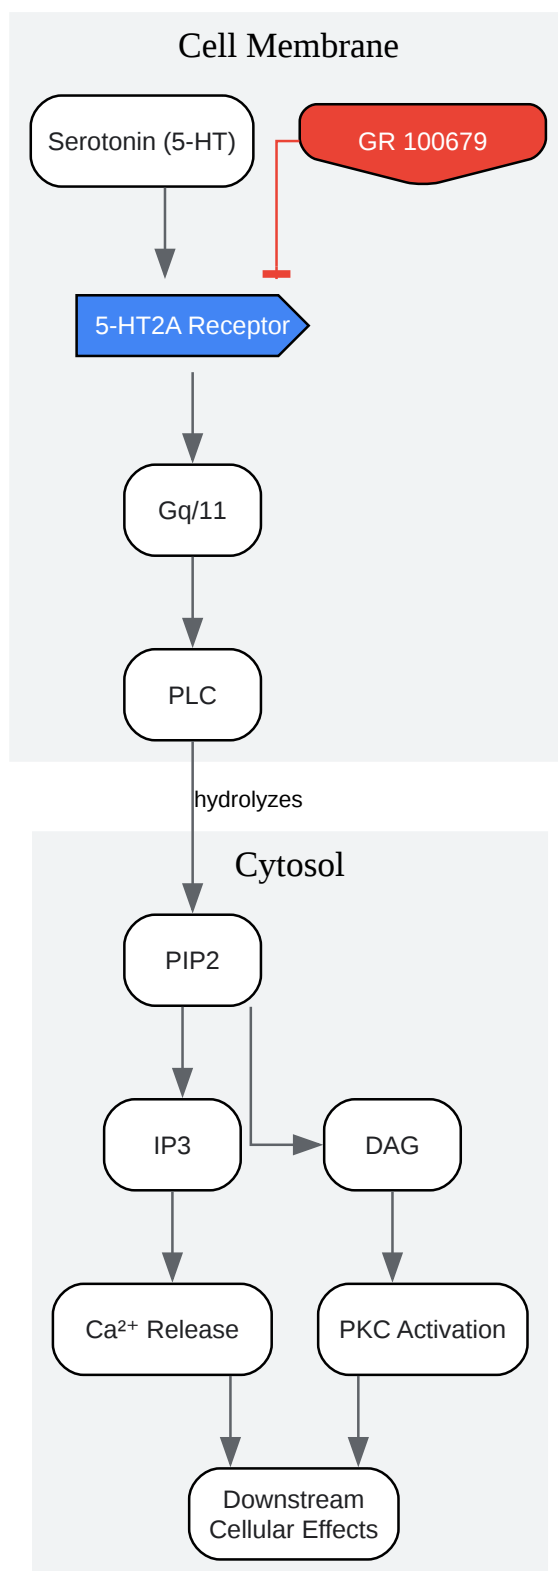 Cell Membrane
Serotonin (5-HT)
GR 100679
5-HT2A Receptor
Gq/11
PLC
hydrolyzes
Cytosol
PIP2
IP3
DAG
Ca²⁺ Release
PKC Activation
Downstream
Cellular Effects